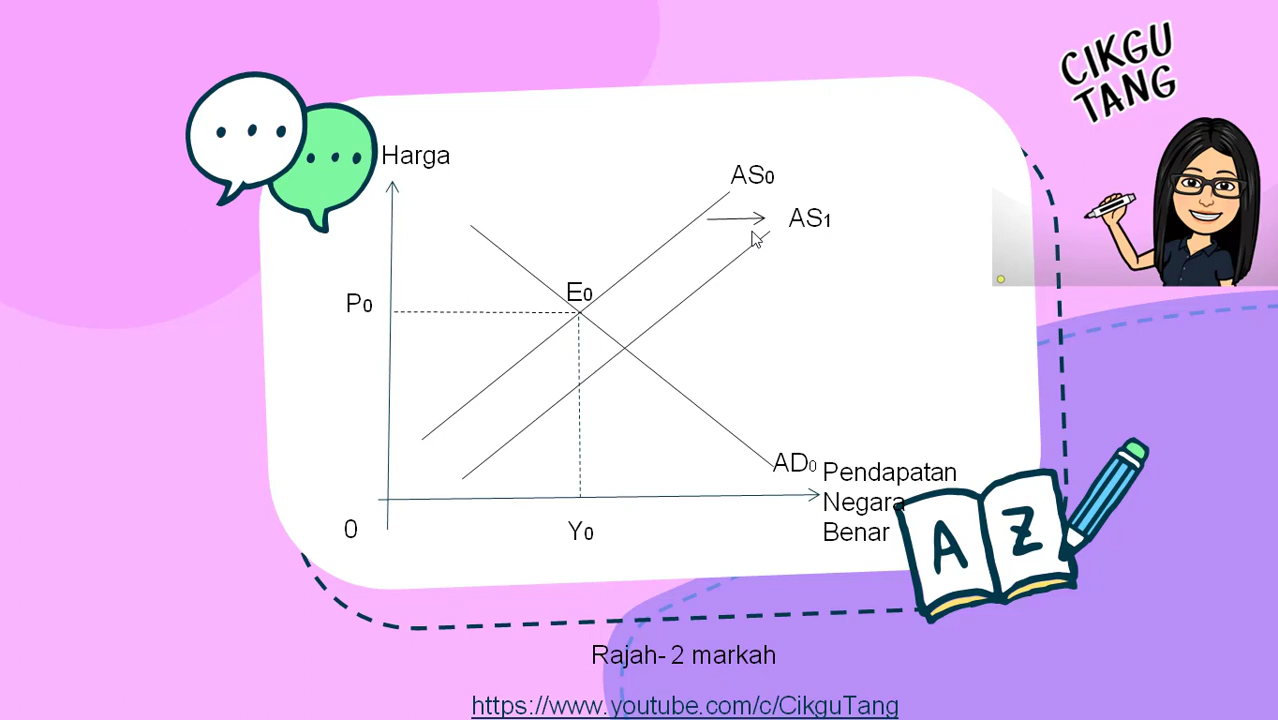 CIKGU
TANG
Harga
AS0
AS1
E0
P0
AD0
Pendapatan
Negara
Benar
0
Y0
A Z
Rajah- 2 markah
https://www.youtube.com/c/CikguTang